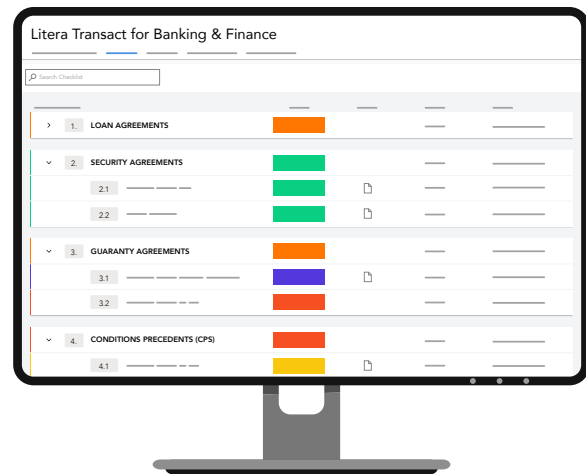 Litera Transact for Banking & Finance
Search Checklist
1. LOAN AGREEMENTS
2. SECURITY AGREEMENTS
2.1
2.2
3. GUARANTY AGREEMENTS
3.1
3.2
4. CONDITIONS PRECEDENTS (CPS)
4.1